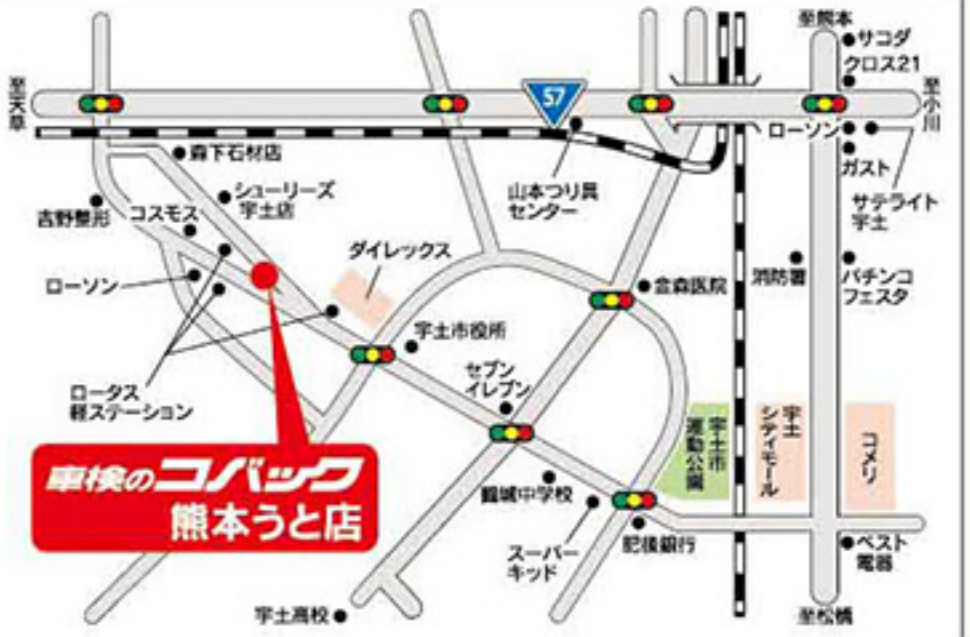 至熊本
サコダ
クロス21
至天草
57
至小川
ローソン
ガスト
森下石材店
シューリーズ
宇土店
山本つり具
センター
サテライト
宇土
吉野整形
コスモス
ダイレックス
ローソン
金森医院
消防署
パチンコ
フェスタ
宇土市役所
セブン
イレブン
ロータス
軽ステーション
宇土市
運動公園
宇土
シティモール
コメリ
車検のコバック
熊本うと店
鶴城中学校
スーパー
キッド
肥後銀行
ベスト
電器
宇土高校
至松橋